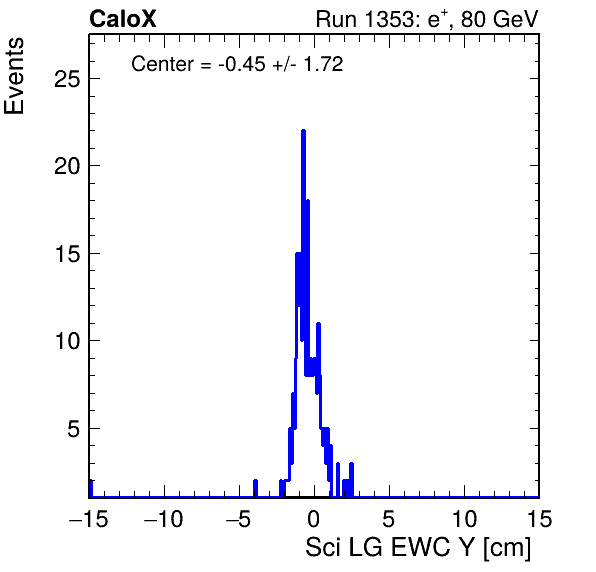 CaloX Run 1353: e⁺, 80 GeV
Center = -0.45 +/- 1.72
Events
25
20
15
10
5
−15 −10 −5 0 5 10 15
Sci LG EWC Y [cm]